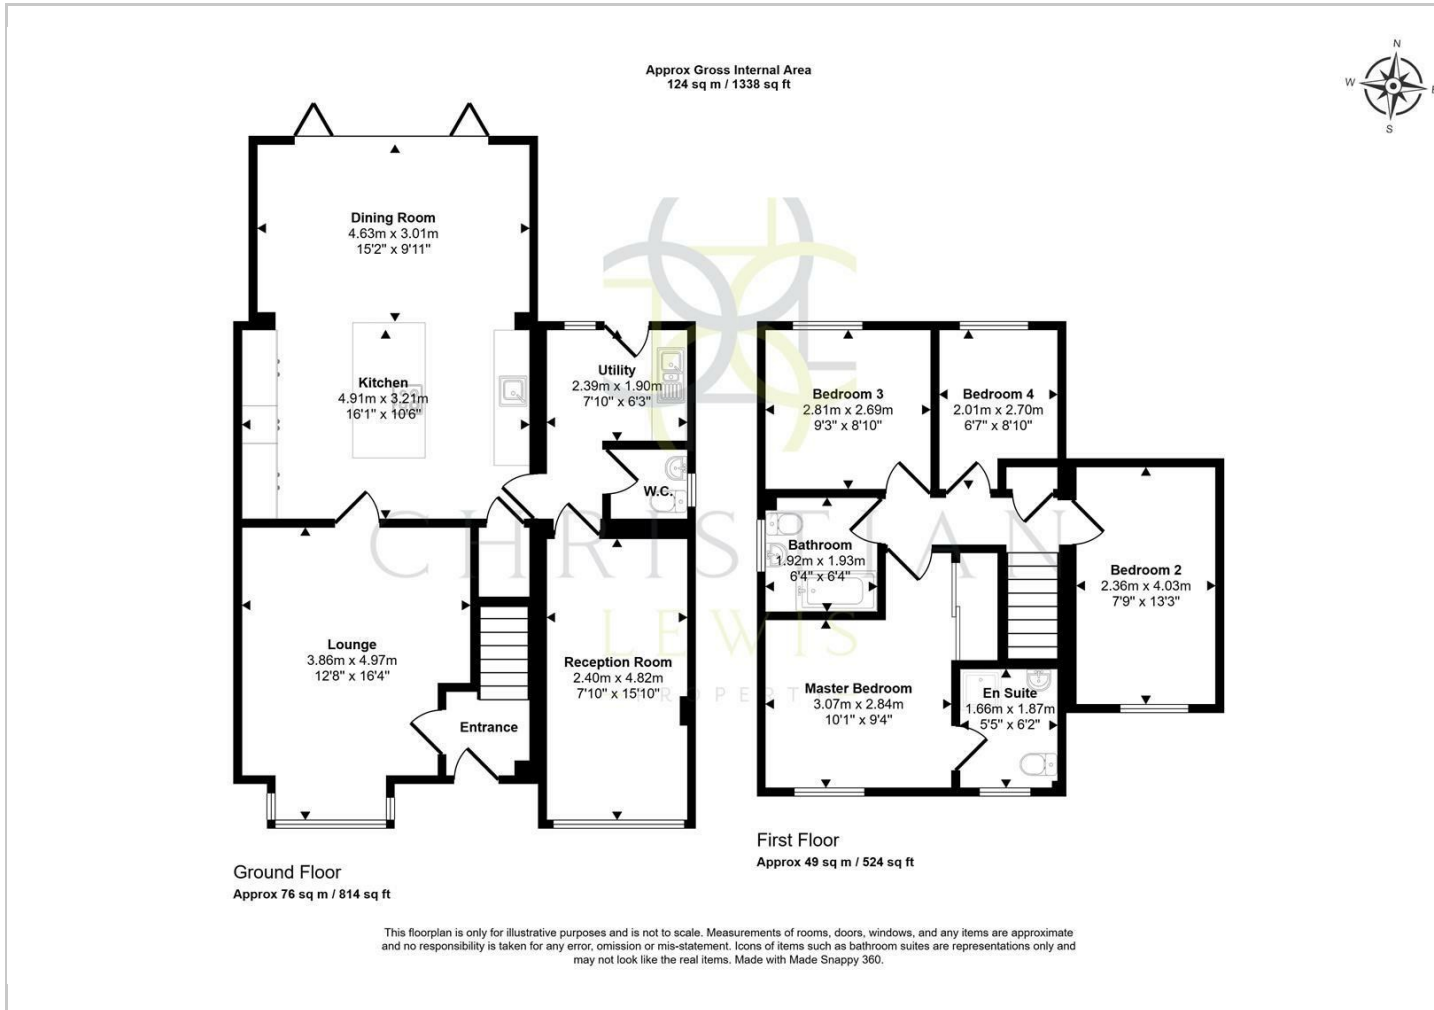 Approx Gross Internal Area
124 sq m / 1338 sq ft
N
W
E
S
Dining Room
4.63m x 3.01m
15'2" x 9'11"
Kitchen
4.91m x 3.21m
16'1" x 10'6"
Utility
2.39m x 1.90m
7'10" x 6'3"
W.C.
Lounge
3.86m x 4.97m
12'8" x 16'4"
Entrance
Reception Room
2.40m x 4.82m
7'10" x 15'10"
Bedroom 3
2.81m x 2.69m
9'3" x 8'10"
Bedroom 4
2.01m x 2.70m
6'7" x 8'10"
Bathroom
1.92m x 1.93m
6'4" x 6'4"
Bedroom 2
2.36m x 4.03m
7'9" x 13'3"
Master Bedroom
3.07m x 2.84m
10'1" x 9'4"
En Suite
1.66m x 1.87m
5'5" x 6'2"
CHRISTIAN
LEWIS
Ground Floor
Approx 76 sq m / 814 sq ft
First Floor
Approx 49 sq m / 524 sq ft
This floorplan is only for illustrative purposes and is not to scale. Measurements of rooms, doors, windows, and any items are approximate
and no responsibility is taken for any error, omission or mis-statement. Icons of items such as bathroom suites are representations only and
may not look like the real items. Made with Made Snappy 360.